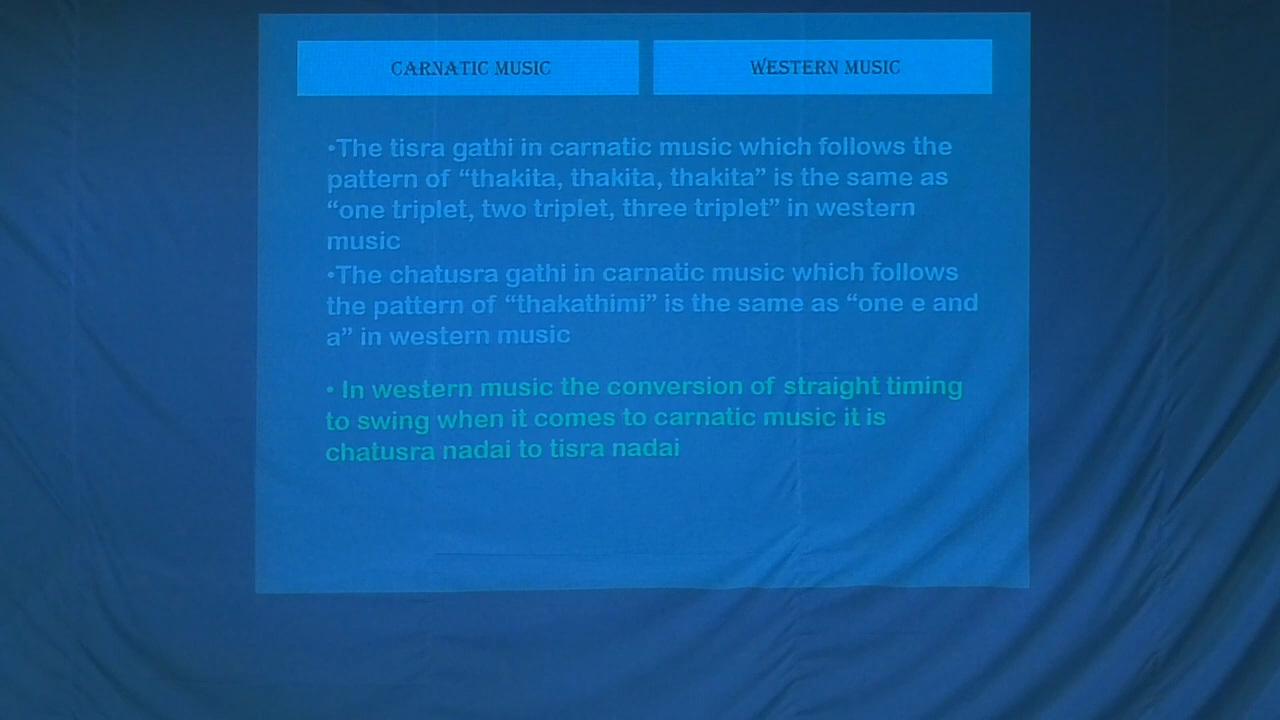 CARNATIC MUSIC
WESTERN MUSIC
•The tisra gathi in carnatic music which follows the
pattern of “thakita, thakita, thakita” is the same as
“one triplet, two triplet, three triplet” in western
music
•The chatusra gathi in carnatic music which follows
the pattern of “thakathimi” is the same as “one e and
a” in western music
• In western music the conversion of straight timing
to swing when it comes to carnatic music it is
chatusra nadai to tisra nadai